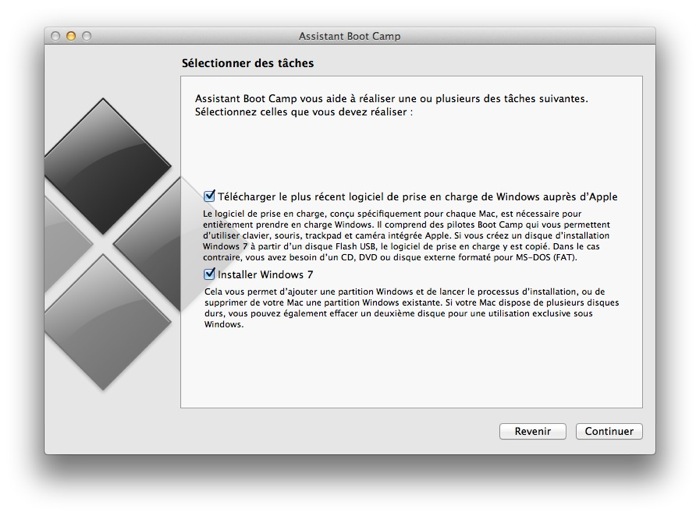 Assistant Boot Camp
Sélectionner des tâches
Assistant Boot Camp vous aide à réaliser une ou plusieurs des tâches suivantes.
Sélectionnez celles que vous devez réaliser :
Télécharger le plus récent logiciel de prise en charge de Windows auprès d'Apple
Le logiciel de prise en charge, conçu spécifiquement pour chaque Mac, est nécessaire pour
entièrement prendre en charge Windows. Il comprend des pilotes Boot Camp qui vous permettent
d'utiliser clavier, souris, trackpad et caméra intégrée Apple. Si vous créez un disque d'installation
Windows 7 à partir d'un disque Flash USB, le logiciel de prise en charge y est copié. Dans le cas
contraire, vous avez besoin d'un CD, DVD ou disque externe formaté pour MS-DOS (FAT).
Installer Windows 7
Cela vous permet d'ajouter une partition Windows et de lancer le processus d'installation, ou de
supprimer de votre Mac une partition Windows existante. Si votre Mac dispose de plusieurs disques
durs, vous pouvez également effacer un deuxième disque pour une utilisation exclusive sous
Windows.
Revenir
Continuer